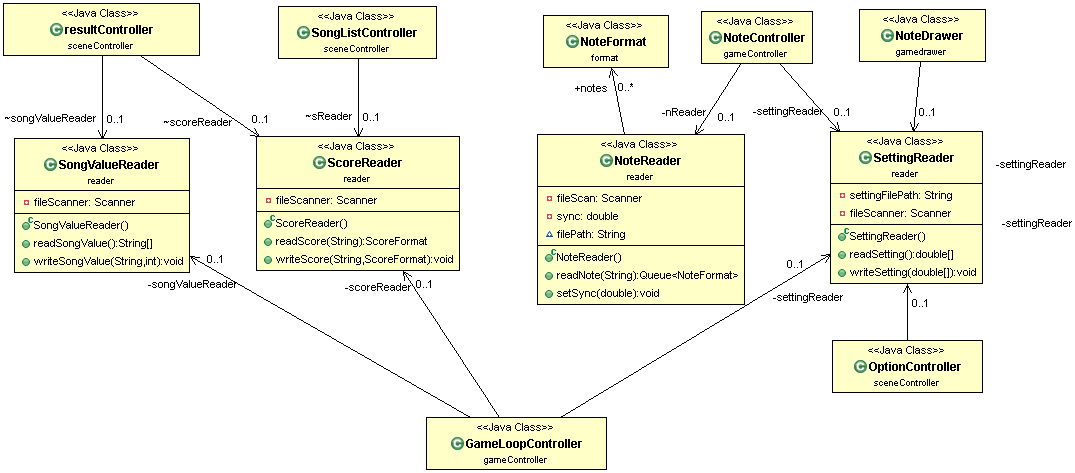 <<Java Class>>
resultController
sceneController
<<Java Class>>
SongListController
sceneController
<<Java Class>>
NoteFormat
format
<<Java Class>>
NoteController
gameController
<<Java Class>>
NoteDrawer
gamedrawer
~songValueReader
0..1
~scoreReader
0..1
~sReader
0..1
+notes
0..*
-nReader
0..1
-settingReader
0..1
0..1
-settingReader
-settingReader
<<Java Class>>
SongValueReader
reader
fileScanner: Scanner
SongValueReader()
readSongValue():String[]
writeSongValue(String,int):void
<<Java Class>>
ScoreReader
reader
fileScanner: Scanner
ScoreReader()
readScore(String):ScoreFormat
writeScore(String,ScoreFormat):void
<<Java Class>>
NoteReader
reader
fileScan: Scanner
sync: double
filePath: String
NoteReader()
readNote(String):Queue<NoteFormat>
setSync(double):void
<<Java Class>>
SettingReader
reader
settingFilePath: String
fileScanner: Scanner
SettingReader()
readSetting():double[]
writeSetting(double[]):void
0..1
-songValueReader
0..1
-scoreReader
0..1
-settingReader
0..1
<<Java Class>>
OptionController
sceneController
<<Java Class>>
GameLoopController
gameController